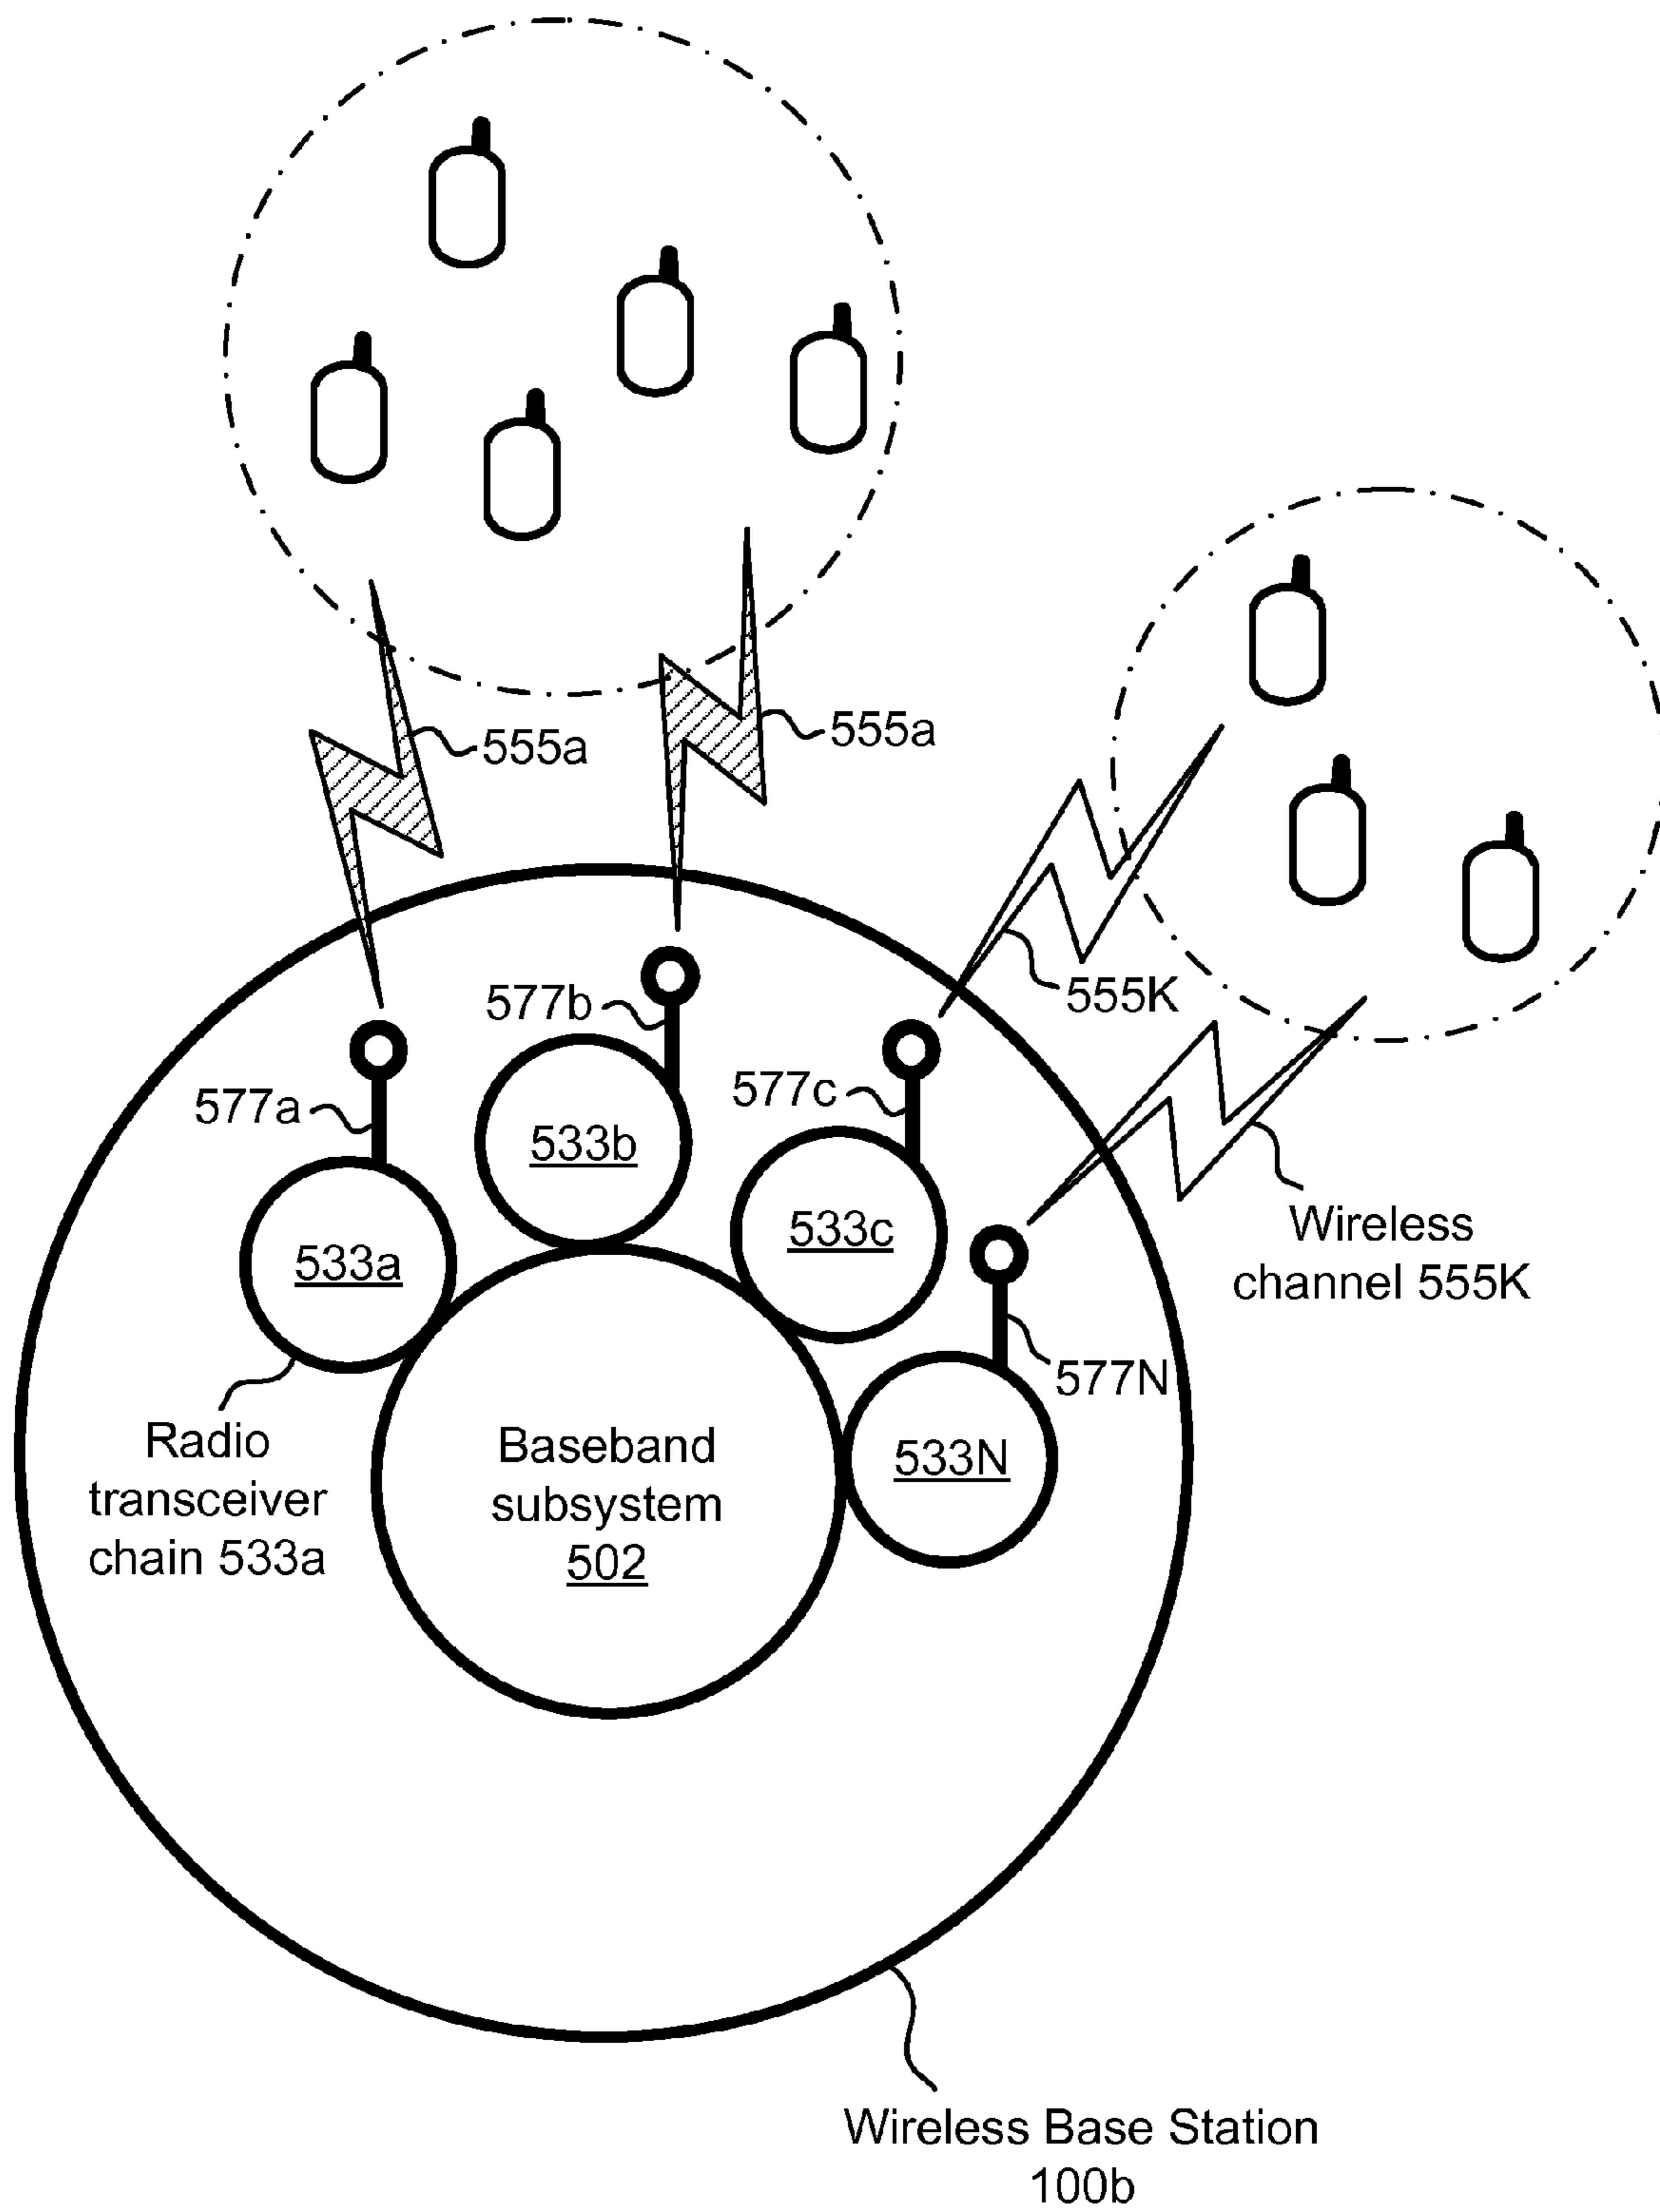 555a
555a
555K
577b
577c
577a
533b
533c
533a
Wireless
channel 555K
577N
Radio
transceiver
chain 533a
Baseband
subsystem
502
533N
Wireless Base Station
100b